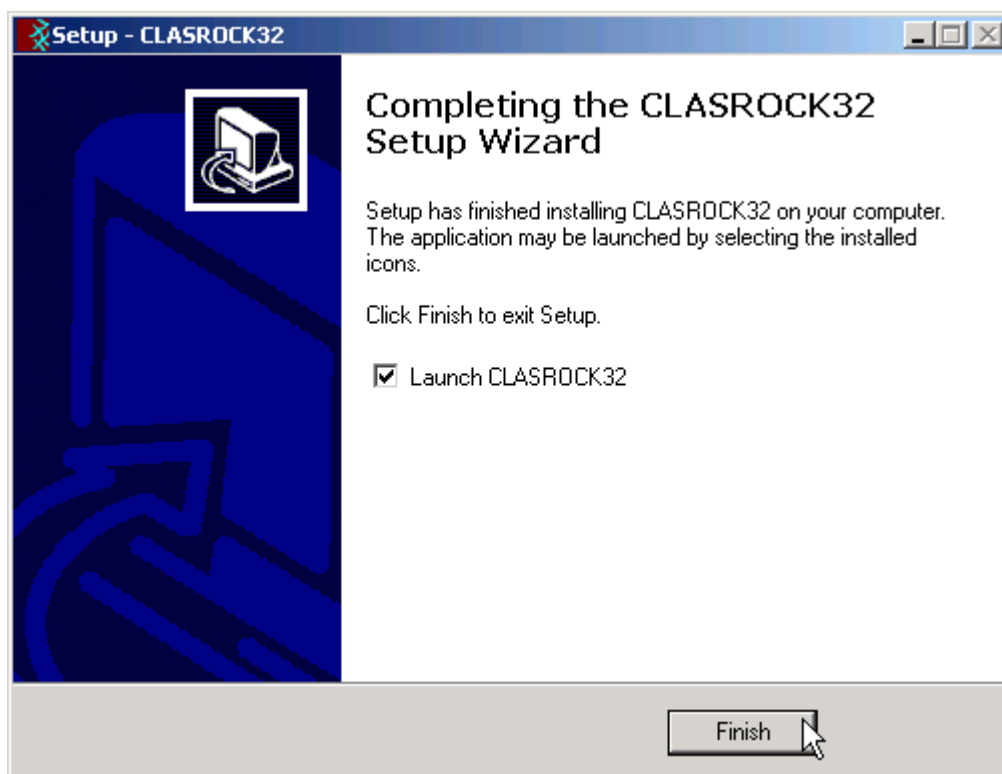 Setup - CLASROCK32
Completing the CLASROCK32
Setup Wizard
Setup has finished installing CLASROCK32 on your computer.
The application may be launched by selecting the installed
icons.
Click Finish to exit Setup.
Launch CLASROCK32
Finish